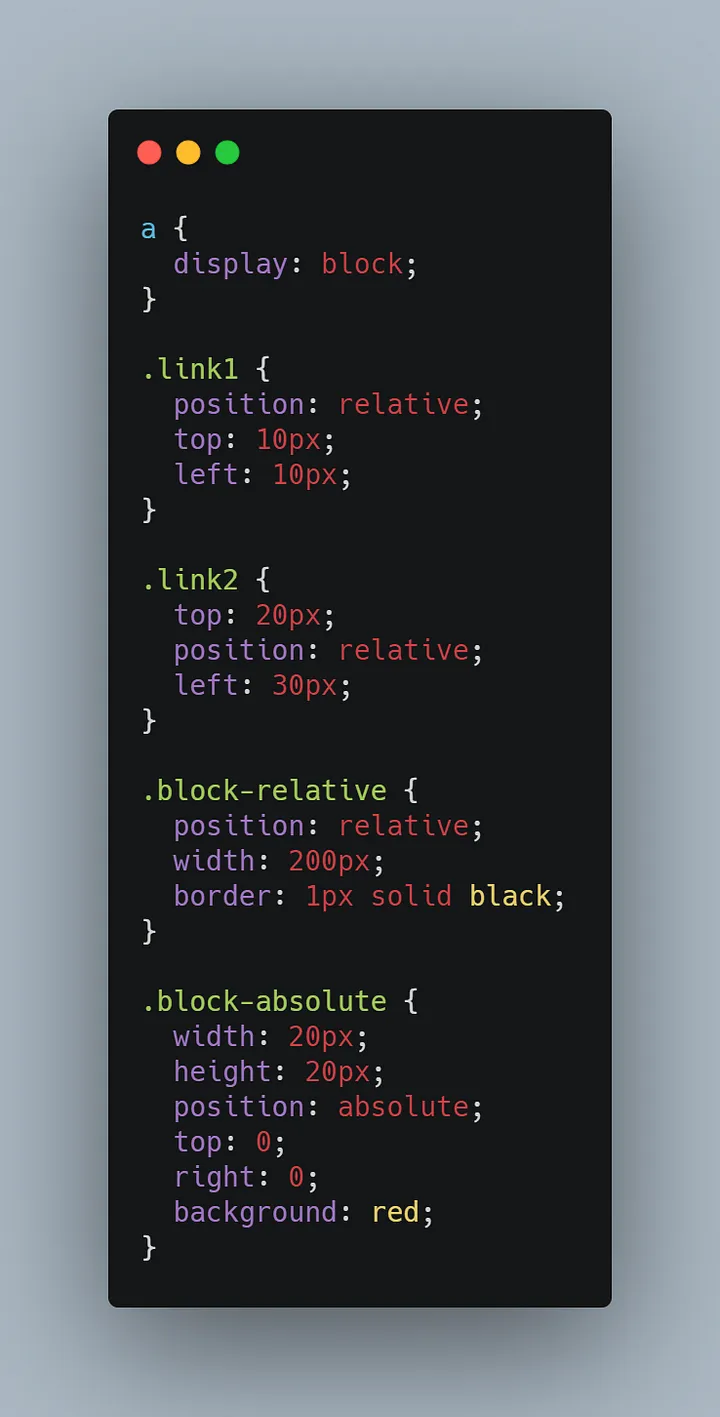 a {
  display: block;
}

.link1 {
  position: relative;
  top: 10px;
  left: 10px;
}

.link2 {
  top: 20px;
  position: relative;
  left: 30px;
}

.block-relative {
  position: relative;
  width: 200px;
  border: 1px solid black;
}

.block-absolute {
  width: 20px;
  height: 20px;
  position: absolute;
  top: 0;
  right: 0;
  background: red;
}